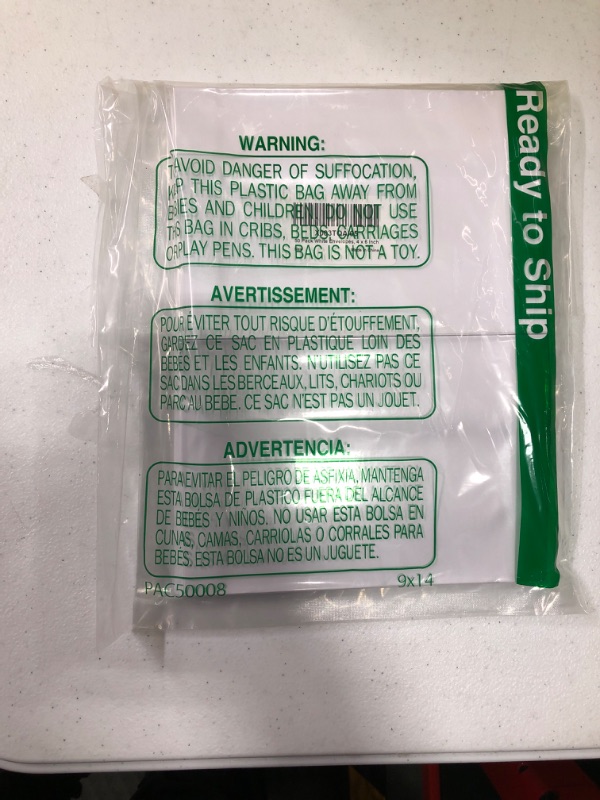 Ready to Ship
WARNING:
AVOID DANGER OF SUFFOCATION,
THIS PLASTIC BAG AWAY FROM
AND CHILDREN. DO NOT USE
BAG IN CRIBS, BEDS, CARRIAGES
OR PLAY PENS. THIS BAG IS NOT A TOY.
AVERTISSEMENT:
POUR ÉVITER TOUT RISQUE D'ÉTOUFFEMENT,
GARDEZ CE SAC EN PLASTIQUE LOIN DES
BÉBÉS ET LES ENFANTS. N'UTILISEZ PAS CE
SAC DANS LES BERCEAUX, LITS, CHARIOTS OU
PARC AU BEBE. CE SAC N'EST PAS UN JOUET.
ADVERTENCIA:
PARA EVITAR EL PELIGRO DE ASFIXIA, MANTENGA
ESTA BOLSA DE PLASTICO FUERA DEL ALCANCE
DE BEBÉS Y NIÑOS. NO USAR ESTA BOLSA EN
CUNAS, CAMAS, CARRIOLAS O CORRALES PARA
BEBÉS, ESTA BOLSA NO ES UN JUGUETE.
PAC50008 9x14